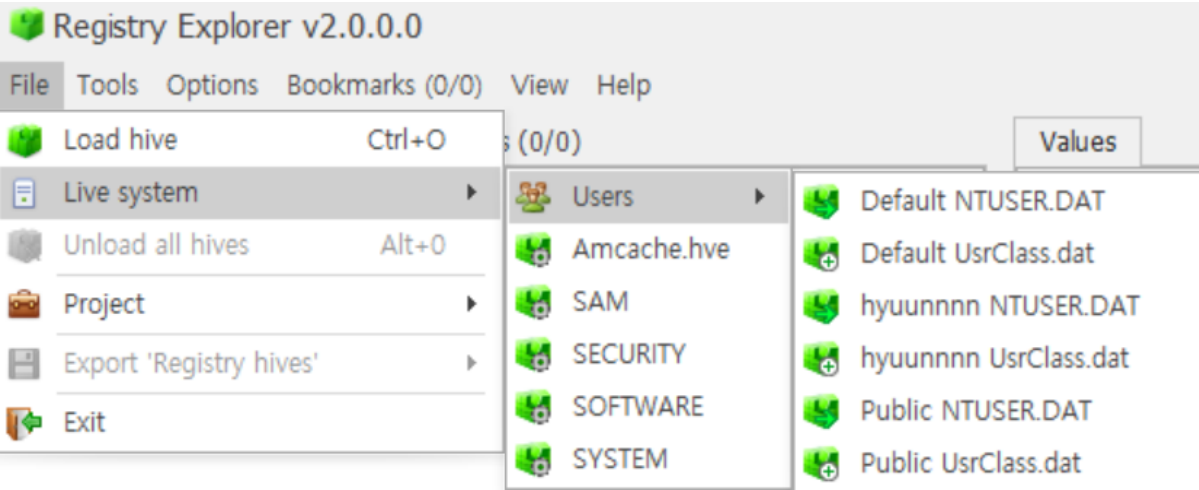 Registry Explorer v2.0.0.0
File Tools Options Bookmarks (0/0) View Help
Load hive Ctrl+O
Live system
Unload all hives Alt+0
Project
Export 'Registry hives'
Exit
(0/0)
Values
Users
Amcache.hve
SAM
SECURITY
SOFTWARE
SYSTEM
Default NTUSER.DAT
Default UsrClass.dat
hyuunnnn NTUSER.DAT
hyuunnnn UsrClass.dat
Public NTUSER.DAT
Public UsrClass.dat